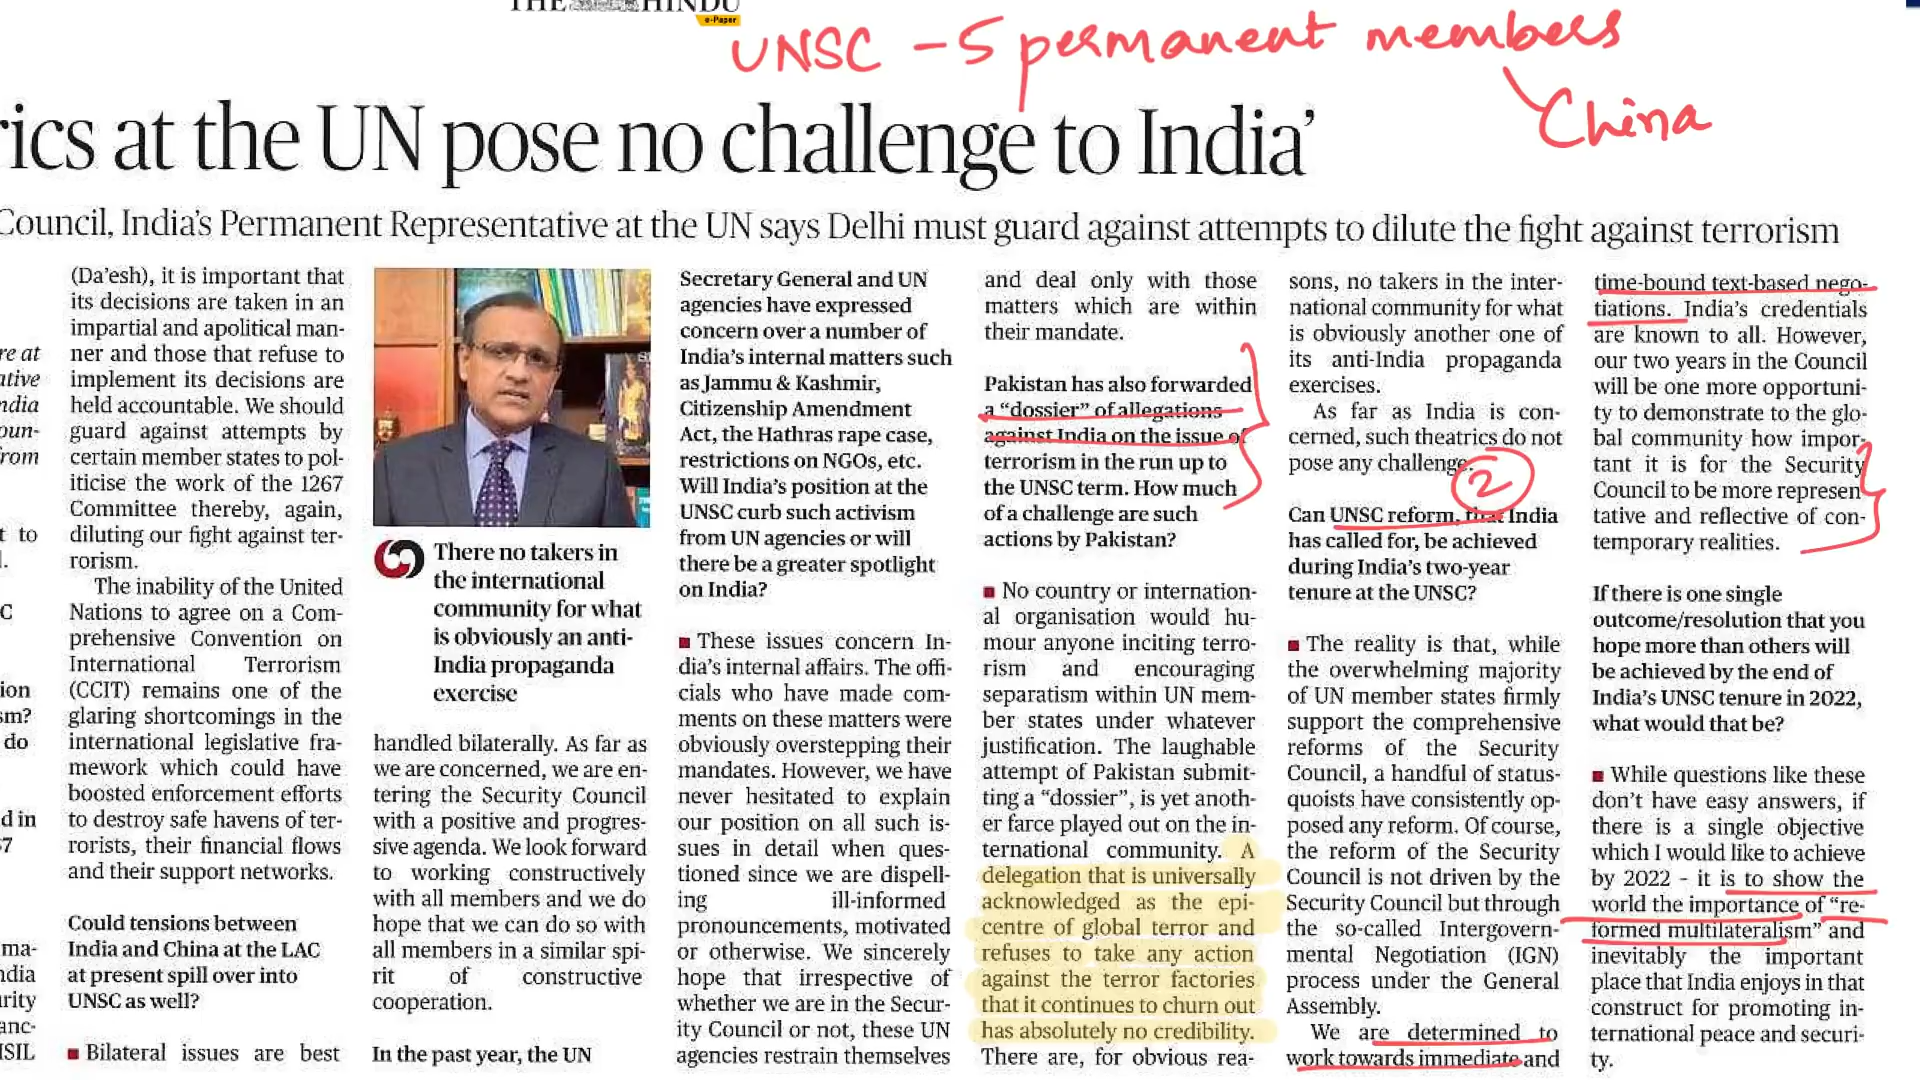 THE HINDU
e-Paper
UNSC - 5 permanent members
China
rics at the UN pose no challenge to India’
Council, India’s Permanent Representative at the UN says Delhi must guard against attempts to dilute the fight against terrorism
re at
ative
ndia
oun-
from
t to
l.
C
ion
sm?
do
d in
67
ma-
ndia
urity
anc-
ISIL
(Da’esh), it is important that
its decisions are taken in an
impartial and apolitical man-
ner and those that refuse to
implement its decisions are
held accountable. We should
guard against attempts by
certain member states to pol-
iticise the work of the 1267
Committee thereby, again,
diluting our fight against ter-
rorism.
The inability of the United
Nations to agree on a Com-
prehensive Convention on
International Terrorism
(CCIT) remains one of the
glaring shortcomings in the
international legislative fra-
mework which could have
boosted enforcement efforts
to destroy safe havens of ter-
rorists, their financial flows
and their support networks.
Could tensions between
India and China at the LAC
at present spill over into
UNSC as well?
■ Bilateral issues are best
There no takers in
the international
community for what
is obviously an anti-
India propaganda
exercise
handled bilaterally. As far as
we are concerned, we are en-
tering the Security Council
with a positive and progres-
sive agenda. We look forward
to working constructively
with all members and we do
hope that we can do so with
all members in a similar spi-
rit of constructive
cooperation.
In the past year, the UN
Secretary General and UN
agencies have expressed
concern over a number of
India’s internal matters such
as Jammu & Kashmir,
Citizenship Amendment
Act, the Hathras rape case,
restrictions on NGOs, etc.
Will India’s position at the
UNSC curb such activism
from UN agencies or will
there be a greater spotlight
on India?
■ These issues concern In-
dia’s internal affairs. The offi-
cials who have made com-
ments on these matters were
obviously overstepping their
mandates. However, we have
never hesitated to explain
our position on all such is-
sues in detail when ques-
tioned since we are dispell-
ing ill-informed
pronouncements, motivated
or otherwise. We sincerely
hope that irrespective of
whether we are in the Secur-
ity Council or not, these UN
agencies restrain themselves
and deal only with those
matters which are within
their mandate.
Pakistan has also forwarded
a “dossier” of allegations
against India on the issue of
terrorism in the run up to
the UNSC term. How much
of a challenge are such
actions by Pakistan?
■ No country or internation-
al organisation would hu-
mour anyone inciting terro-
rism and encouraging
separatism within UN mem-
ber states under whatever
justification. The laughable
attempt of Pakistan submit-
ting a “dossier”, is yet anoth-
er farce played out on the in-
ternational community. A
delegation that is universally
acknowledged as the epi-
centre of global terror and
refuses to take any action
against the terror factories
that it continues to churn out
has absolutely no credibility.
There are, for obvious rea-
sons, no takers in the inter-
national community for what
is obviously another one of
its anti-India propaganda
exercises.
As far as India is con-
cerned, such theatrics do not
pose any challenge.
2
Can UNSC reform, that India
has called for, be achieved
during India’s two-year
tenure at the UNSC?
■ The reality is that, while
the overwhelming majority
of UN member states firmly
support the comprehensive
reforms of the Security
Council, a handful of status-
quoists have consistently op-
posed any reform. Of course,
the reform of the Security
Council is not driven by the
Security Council but through
the so-called Intergovern-
mental Negotiation (IGN)
process under the General
Assembly.
We are determined to
work towards immediate and
time-bound text-based nego-
tiations. India’s credentials
are known to all. However,
our two years in the Council
will be one more opportuni-
ty to demonstrate to the glo-
bal community how impor-
tant it is for the Security
Council to be more represen
tative and reflective of con-
temporary realities.
If there is one single
outcome/resolution that you
hope more than others will
be achieved by the end of
India’s UNSC tenure in 2022,
what would that be?
■ While questions like these
don’t have easy answers, if
there is a single objective
which I would like to achieve
by 2022 - it is to show the
world the importance of “re-
formed multilateralism” and
inevitably the important
place that India enjoys in that
construct for promoting in-
ternational peace and securi-
ty.